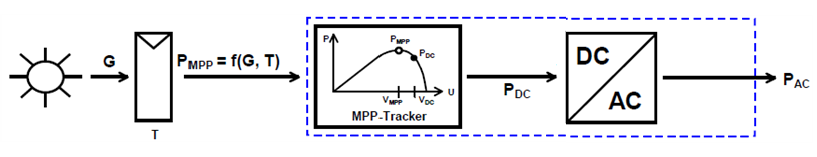 G
P_MPP = f(G, T)
T
P
P_MPP
P_DC
V_MPP
V_DC
U
MPP-Tracker
P_DC
DC
AC
P_AC